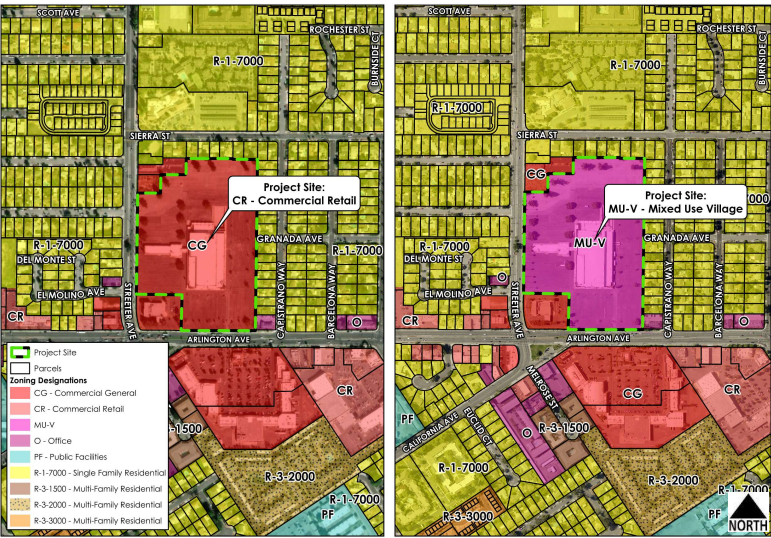 SCOTT AVE
ROCHESTER ST
BURNSIDE CT
R-1-7000
SIERRA ST
Project Site:
CR - Commercial Retail
CG
GRANADA AVE
R-1-7000
R-1-7000
DEL MONTE ST
EL MOLINO AVE
STREETER AVE
CAPISTRANO WAY
BARCELONA WAY
CR
O
ARLINGTON AVE
CR
-1500
R-3-2000
R-1-7000
PF
Project Site
Parcels
Zoning Designations
CG - Commercial General
CR - Commercial Retail
MU-V
O - Office
PF - Public Facilities
R-1-7000 - Single Family Residential
R-3-1500 - Multi-Family Residential
R-3-2000 - Multi-Family Residential
R-3-3000 - Multi-Family Residential
SCOTT AVE
ROCHESTER ST
BURNSIDE CT
R-1-7000
R-1-7000
SIERRA ST
CG
Project Site:
MU-V - Mixed Use Village
7000
MU-V
GRANADA AVE
R-1-7000
DEL MONTE ST
O
EL MOLINO AVE
STREETER AVE
CAPISTRANO WAY
BARCELONA WAY
O
ARLINGTON AVE
MELROSE ST
CG
CR
PF
CALIFORNIA AVE
EUCLID CT
O
R-3-1500
R-1-7000
R-3-2000
R-1-7000
R-3-3000
PF
NORTH